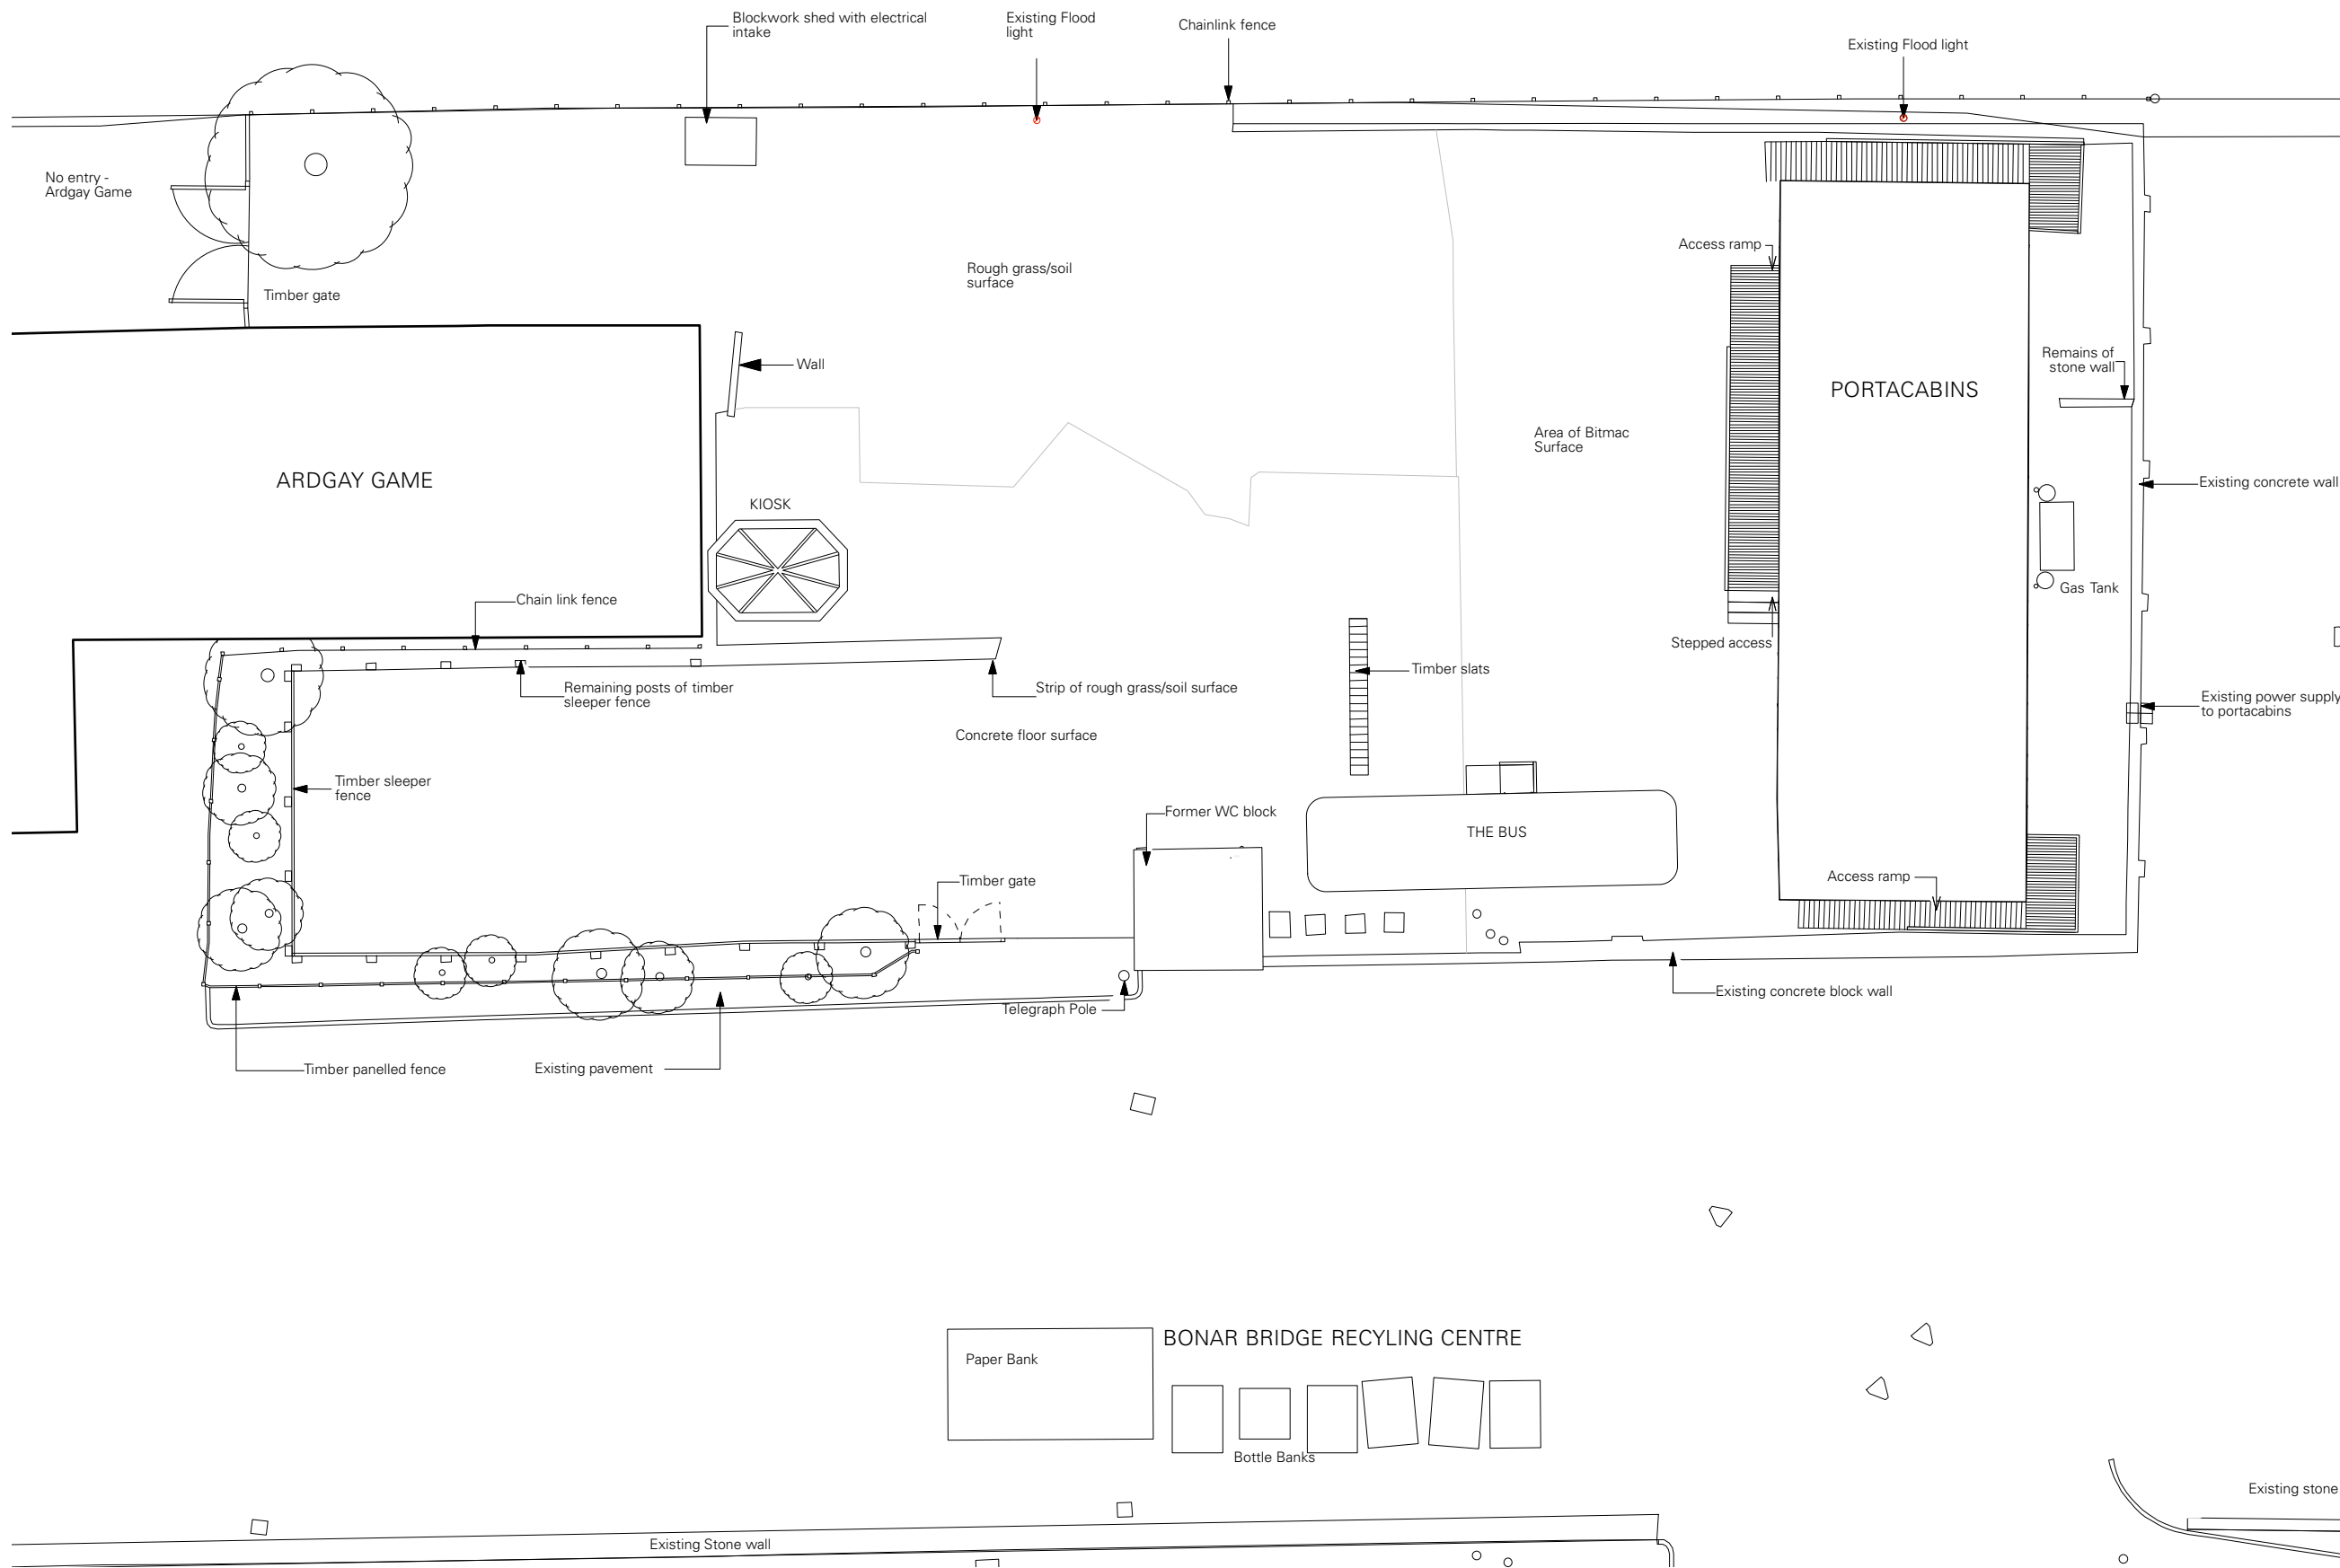 Blockwork shed with electrical
intake
Existing Flood
light
Chainlink fence
Existing Flood light
No entry -
Ardgay Game
Timber gate
Rough grass/soil
surface
Access ramp
Wall
Remains of
stone wall
PORTACABINS
Area of Bitmac
Surface
ARDGAY GAME
KIOSK
Existing concrete wall
Gas Tank
Chain link fence
Stepped access
Timber slats
Remaining posts of timber
sleeper fence
Strip of rough grass/soil surface
Existing power supply
to portacabins
Concrete floor surface
Timber sleeper
fence
Former WC block
THE BUS
Timber gate
Access ramp
Existing concrete block wall
Telegraph Pole
Timber panelled fence
Existing pavement
BONAR BRIDGE RECYLING CENTRE
Paper Bank
Bottle Banks
Existing stone
Existing Stone wall